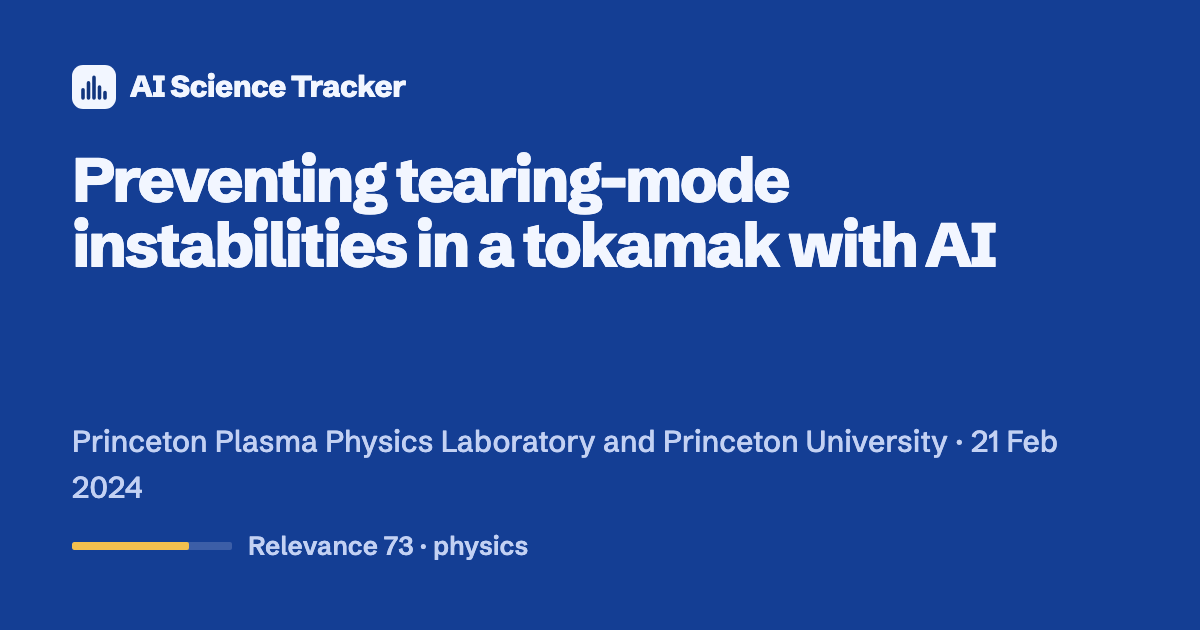 AI Science Tracker
Preventing tearing-mode
instabilities in a tokamak with AI
Princeton Plasma Physics Laboratory and Princeton University · 21 Feb
2024
Relevance 73 · physics